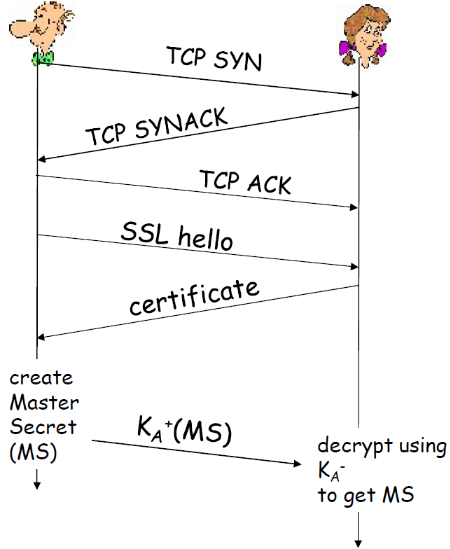 TCP SYN
TCP SYNACK
TCP ACK
SSL hello
certificate
create
Master
Secret
(MS)
K_A⁺(MS)
decrypt using
K_A⁻
to get MS